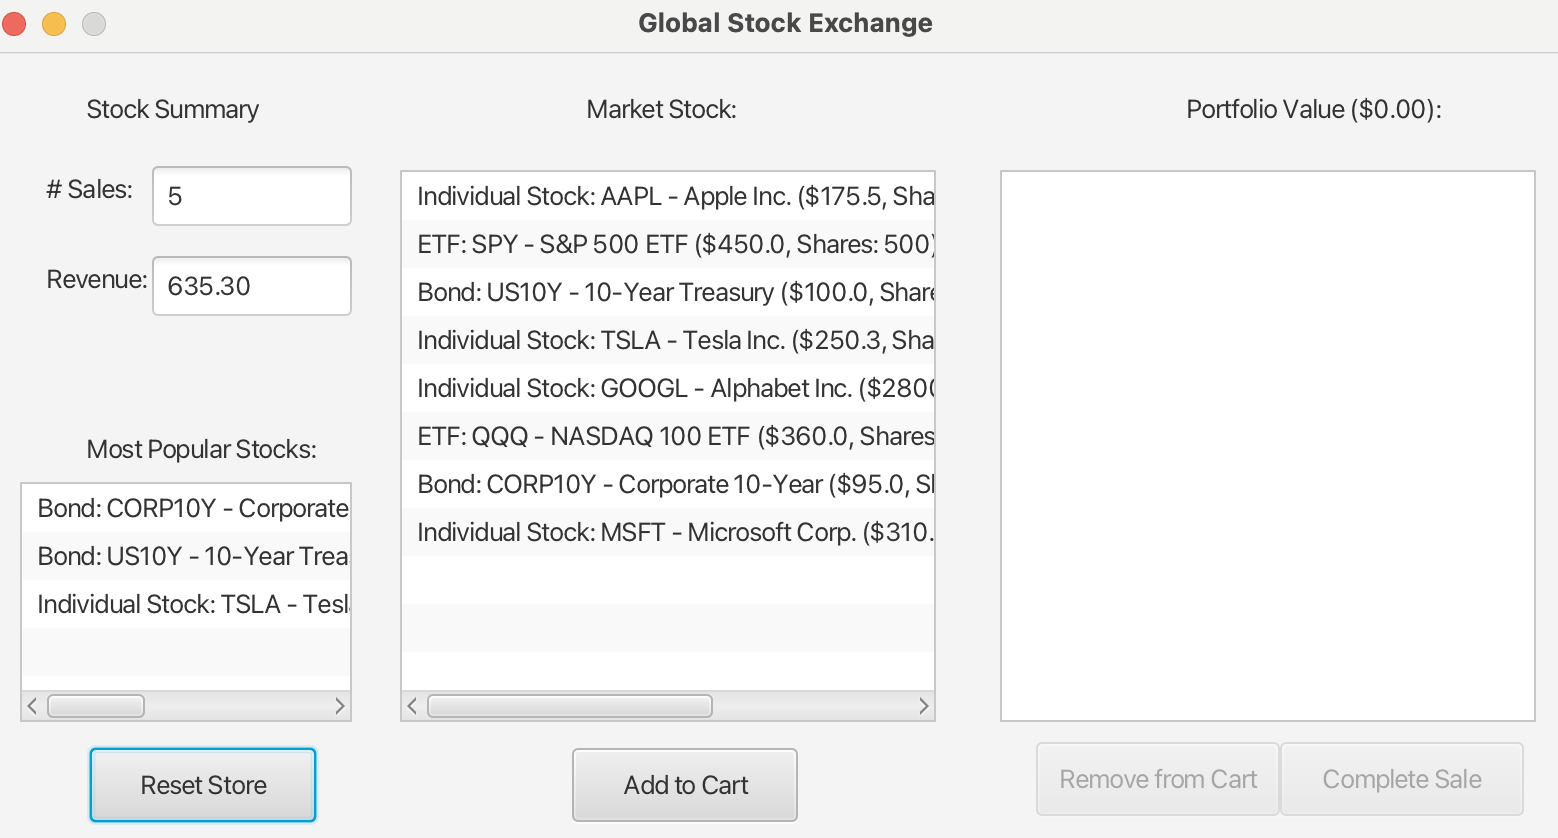 Global Stock Exchange
Stock Summary
# Sales:
5
Revenue:
635.30
Most Popular Stocks:
Bond: CORP10Y - Corporate
Bond: US10Y - 10-Year Trea
Individual Stock: TSLA - Tesl
Reset Store
Market Stock:
Individual Stock: AAPL - Apple Inc. ($175.5, Sha
ETF: SPY - S&P 500 ETF ($450.0, Shares: 500)
Bond: US10Y - 10-Year Treasury ($100.0, Share
Individual Stock: TSLA - Tesla Inc. ($250.3, Sha
Individual Stock: GOOGL - Alphabet Inc. ($2800
ETF: QQQ - NASDAQ 100 ETF ($360.0, Shares
Bond: CORP10Y - Corporate 10-Year ($95.0, Sh
Individual Stock: MSFT - Microsoft Corp. ($310.
Add to Cart
Portfolio Value ($0.00):
Remove from Cart
Complete Sale